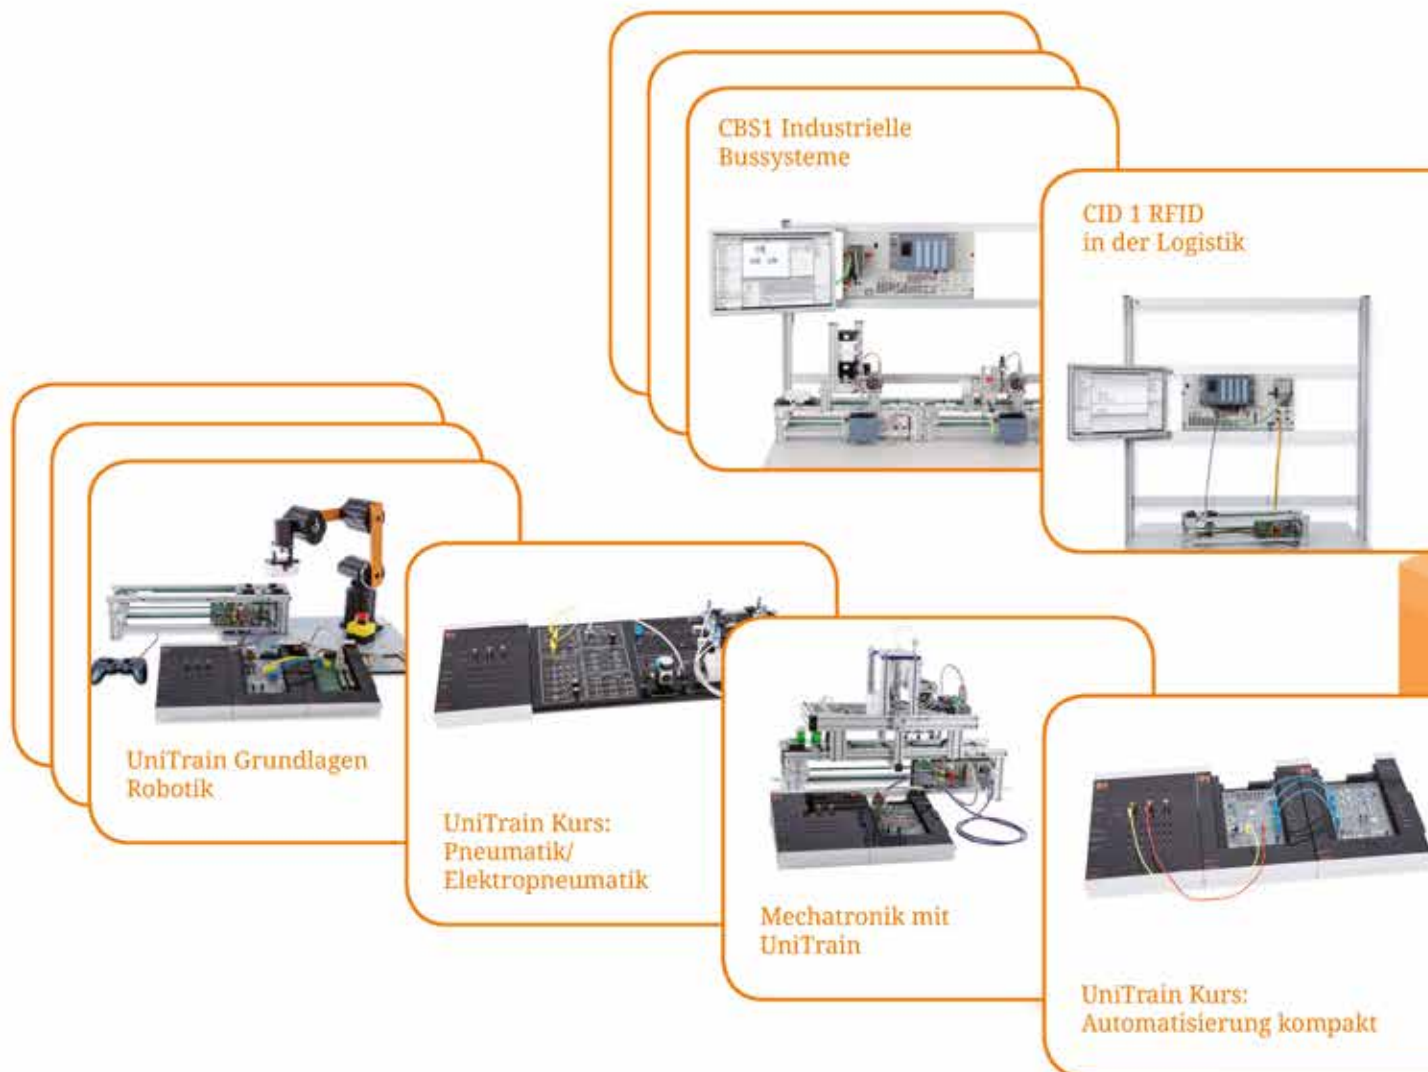 CBS1 Industrielle
Bussysteme
CID 1 RFID
in der Logistik
UniTrain Grundlagen
Robotik
UniTrain Kurs:
Pneumatik/
Elektropneumatik
Mechatronik mit
UniTrain
UniTrain Kurs:
Automatisierung kompakt